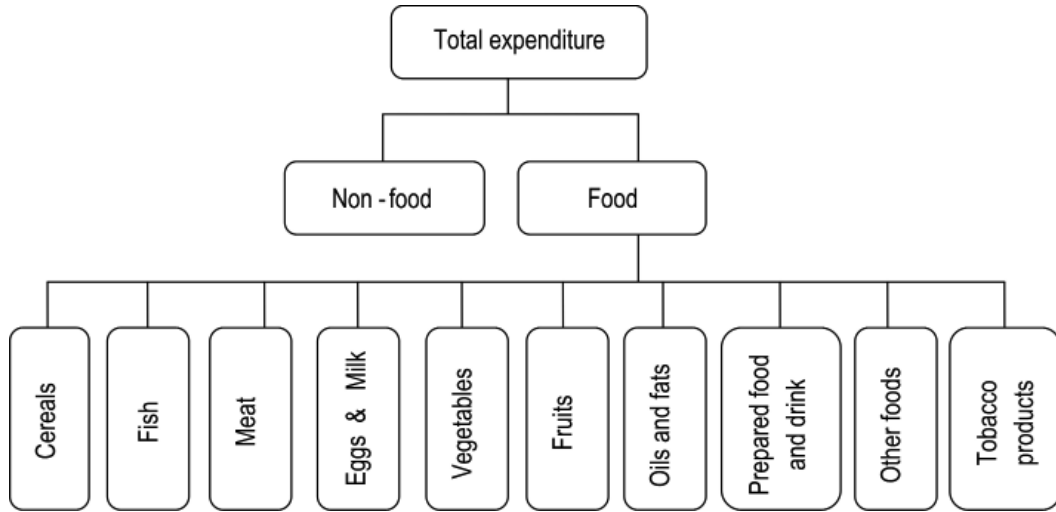 Total expenditure
Non - food
Food
Cereals
Fish
Meat
Eggs & Milk
Vegetables
Fruits
Oils and fats
Prepared food
and drink
Other foods
Tobacco
products